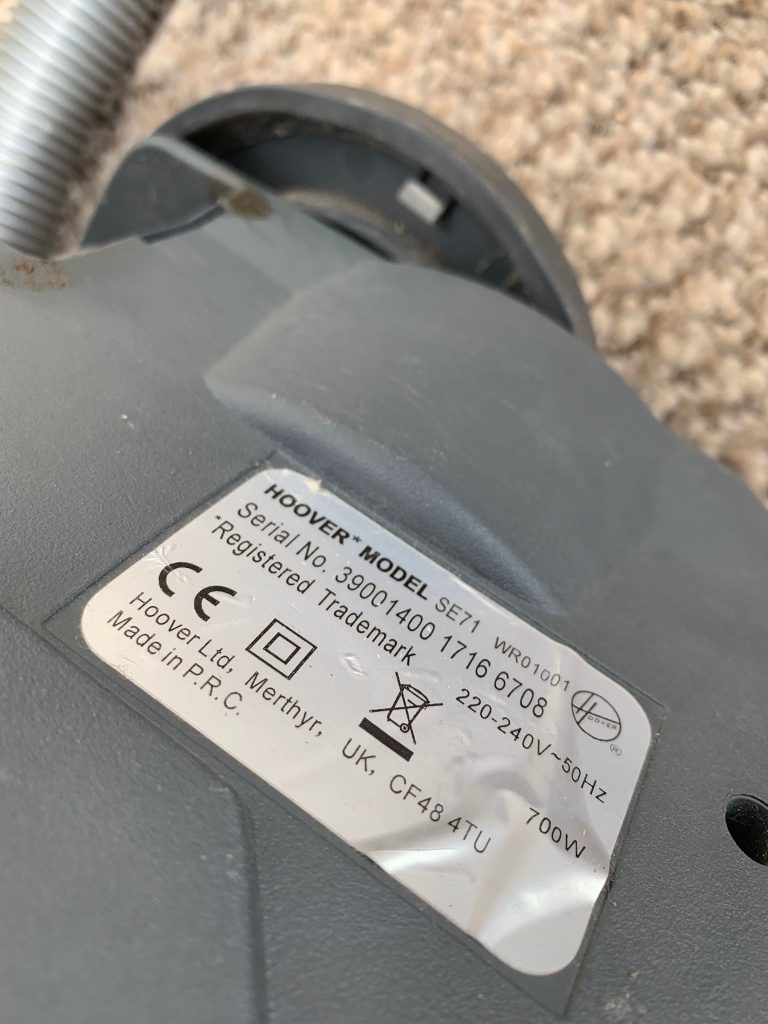 HOOVER* MODEL SE71 WR01001
Serial No. 39001400 1716 6708
*Registered Trademark 220-240V~50Hz
HOOVER ®
CE
700W
Hoover Ltd, Merthyr, UK, CF48 4TU
Made in P.R.C.